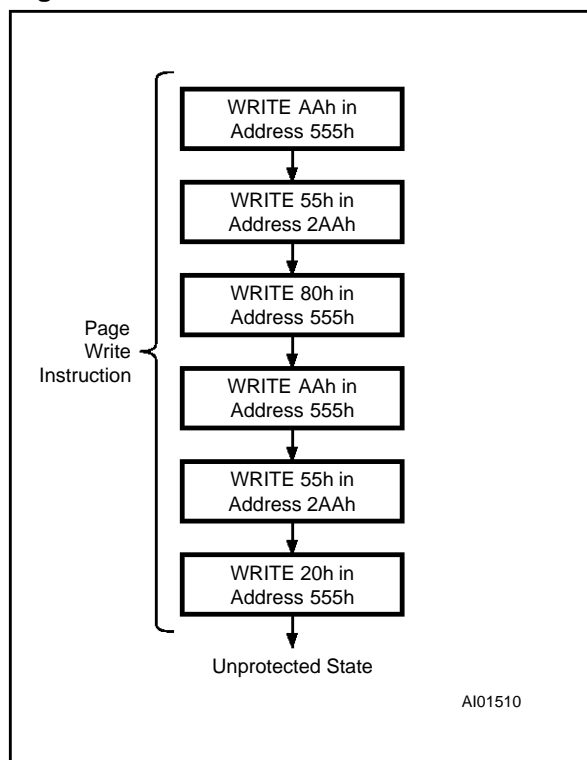 WRITE AAh in
Address 555h
WRITE 55h in
Address 2AAh
WRITE 80h in
Address 555h
Page
Write
Instruction
WRITE AAh in
Address 555h
WRITE 55h in
Address 2AAh
WRITE 20h in
Address 555h
Unprotected State
AI01510